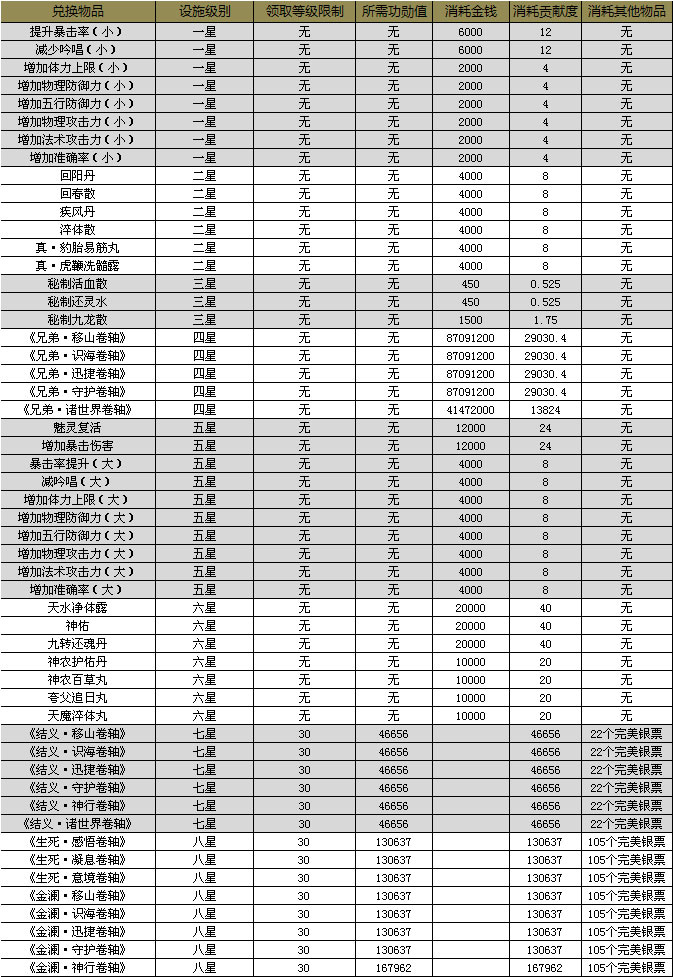 兑换物品 设施级别 领取等级限制 所需功勋值 消耗金钱 消耗贡献度 消耗其他物品
提升暴击率(小) 一星 无 无 6000 12 无
减少吟唱(小) 一星 无 无 6000 12 无
增加体力上限(小) 一星 无 无 2000 4 无
增加物理防御力(小) 一星 无 无 2000 4 无
增加五行防御力(小) 一星 无 无 2000 4 无
增加物理攻击力(小) 一星 无 无 2000 4 无
增加法术攻击力(小) 一星 无 无 2000 4 无
增加准确率(小) 一星 无 无 2000 4 无
回阳丹 二星 无 无 4000 8 无
回春散 二星 无 无 4000 8 无
疾风丹 二星 无 无 4000 8 无
淬体散 二星 无 无 4000 8 无
真·豹胎易筋丸 二星 无 无 4000 8 无
真·虎鞭洗髓露 二星 无 无 4000 8 无
秘制活血散 三星 无 无 450 0.525 无
秘制还灵水 三星 无 无 450 0.525 无
秘制九龙散 三星 无 无 1500 1.75 无
《兄弟·移山卷轴》 四星 无 无 87091200 29030.4 无
《兄弟·识海卷轴》 四星 无 无 87091200 29030.4 无
《兄弟·迅捷卷轴》 四星 无 无 87091200 29030.4 无
《兄弟·守护卷轴》 四星 无 无 87091200 29030.4 无
《兄弟·诸世界卷轴》 四星 无 无 41472000 13824 无
魅灵复活 五星 无 无 12000 24 无
增加暴击伤害 五星 无 无 12000 24 无
暴击率提升(大) 五星 无 无 4000 8 无
减吟唱(大) 五星 无 无 4000 8 无
增加体力上限(大) 五星 无 无 4000 8 无
增加物理防御力(大) 五星 无 无 4000 8 无
增加五行防御力(大) 五星 无 无 4000 8 无
增加物理攻击力(大) 五星 无 无 4000 8 无
增加法术攻击力(大) 五星 无 无 4000 8 无
增加准确率(大) 五星 无 无 4000 8 无
天水净体露 六星 无 无 20000 40 无
神佑 六星 无 无 20000 40 无
九转还魂丹 六星 无 无 20000 40 无
神农护佑丹 六星 无 无 10000 20 无
神农百草丸 六星 无 无 10000 20 无
夸父追日丸 六星 无 无 10000 20 无
天魔淬体丸 六星 无 无 10000 20 无
《结义·移山卷轴》 七星 30 46656 46656 22个完美银票
《结义·识海卷轴》 七星 30 46656 46656 22个完美银票
《结义·迅捷卷轴》 七星 30 46656 46656 22个完美银票
《结义·守护卷轴》 七星 30 46656 46656 22个完美银票
《结义·神行卷轴》 七星 30 46656 46656 22个完美银票
《结义·诸世界卷轴》 七星 30 46656 46656 22个完美银票
《生死·感悟卷轴》 八星 30 130637 130637 105个完美银票
《生死·凝息卷轴》 八星 30 130637 130637 105个完美银票
《生死·意境卷轴》 八星 30 130637 130637 105个完美银票
《金澜·移山卷轴》 八星 30 130637 130637 105个完美银票
《金澜·识海卷轴》 八星 30 130637 130637 105个完美银票
《金澜·迅捷卷轴》 八星 30 130637 130637 105个完美银票
《金澜·守护卷轴》 八星 30 130637 130637 105个完美银票
《金澜·神行卷轴》 八星 30 167962 167962 105个完美银票